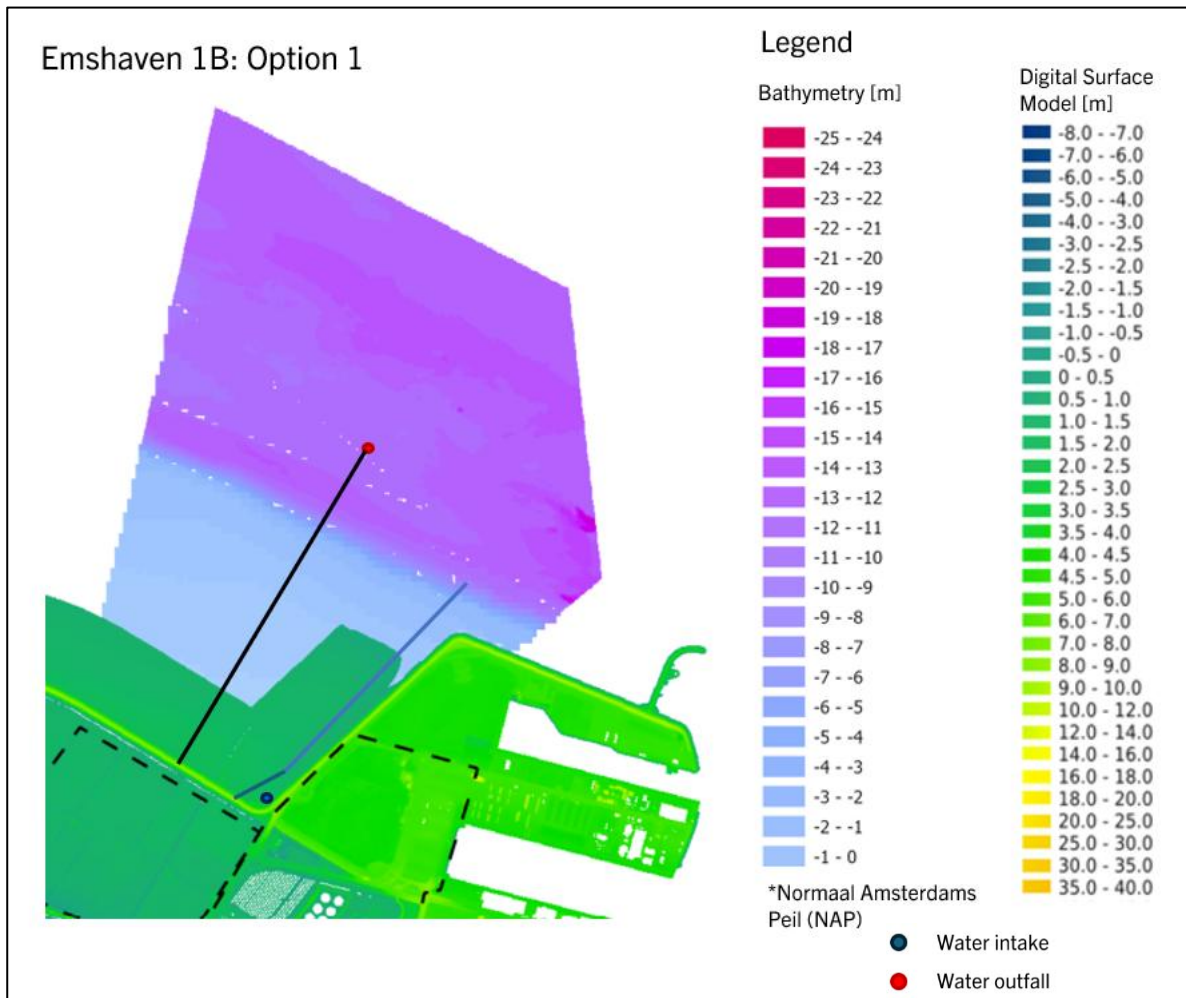 Emshaven 1B: Option 1
Legend
Bathymetry [m]
-25 - -24
-24 - -23
-23 - -22
-22 - -21
-21 - -20
-20 - -19
-19 - -18
-18 - -17
-17 - -16
-16 - -15
-15 - -14
-14 - -13
-13 - -12
-12 - -11
-11 - -10
-10 - -9
-9 - -8
-8 - -7
-7 - -6
-6 - -5
-5 - -4
-4 - -3
-3 - -2
-2 - -1
-1 - 0
*Normaal Amsterdams
Peil (NAP)
Digital Surface
Model [m]
-8.0 - -7.0
-7.0 - -6.0
-6.0 - -5.0
-5.0 - -4.0
-4.0 - -3.0
-3.0 - -2.5
-2.5 - -2.0
-2.0 - -1.5
-1.5 - -1.0
-1.0 - -0.5
-0.5 - 0
0 - 0.5
0.5 - 1.0
1.0 - 1.5
1.5 - 2.0
2.0 - 2.5
2.5 - 3.0
3.0 - 3.5
3.5 - 4.0
4.0 - 4.5
4.5 - 5.0
5.0 - 6.0
6.0 - 7.0
7.0 - 8.0
8.0 - 9.0
9.0 - 10.0
10.0 - 12.0
12.0 - 14.0
14.0 - 16.0
16.0 - 18.0
18.0 - 20.0
20.0 - 25.0
25.0 - 30.0
30.0 - 35.0
35.0 - 40.0
Water intake
Water outfall